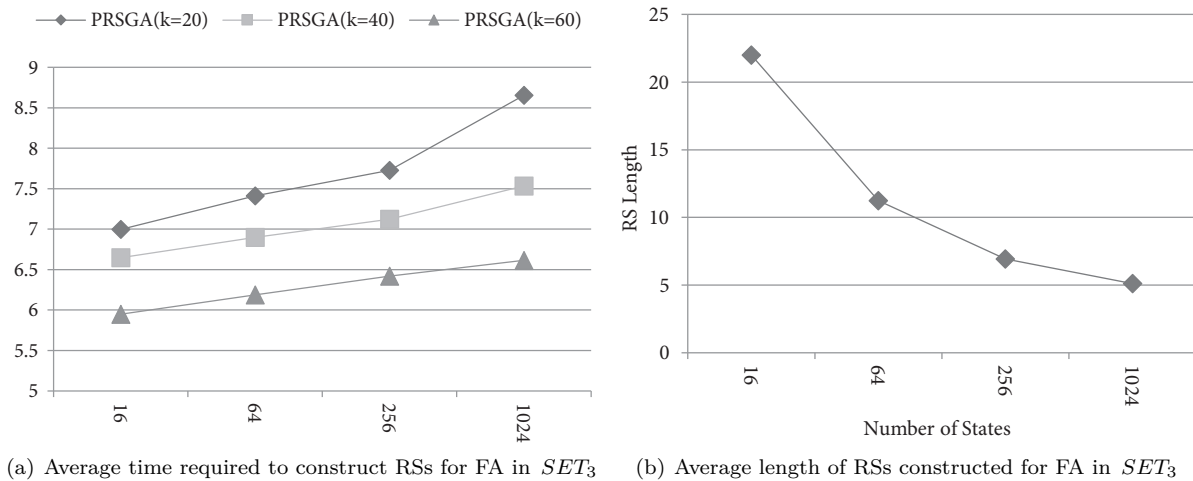 PRSGA(k=20) PRSGA(k=40) PRSGA(k=60)
9
8.5
8
7.5
7
6.5
6
5.5
5
16 64 256 1024
(a) Average time required to construct RSs for FA in SET3
25
20
15
10
5
0
RS Length
16 64 256 1024
Number of States
(b) Average length of RSs constructed for FA in SET3